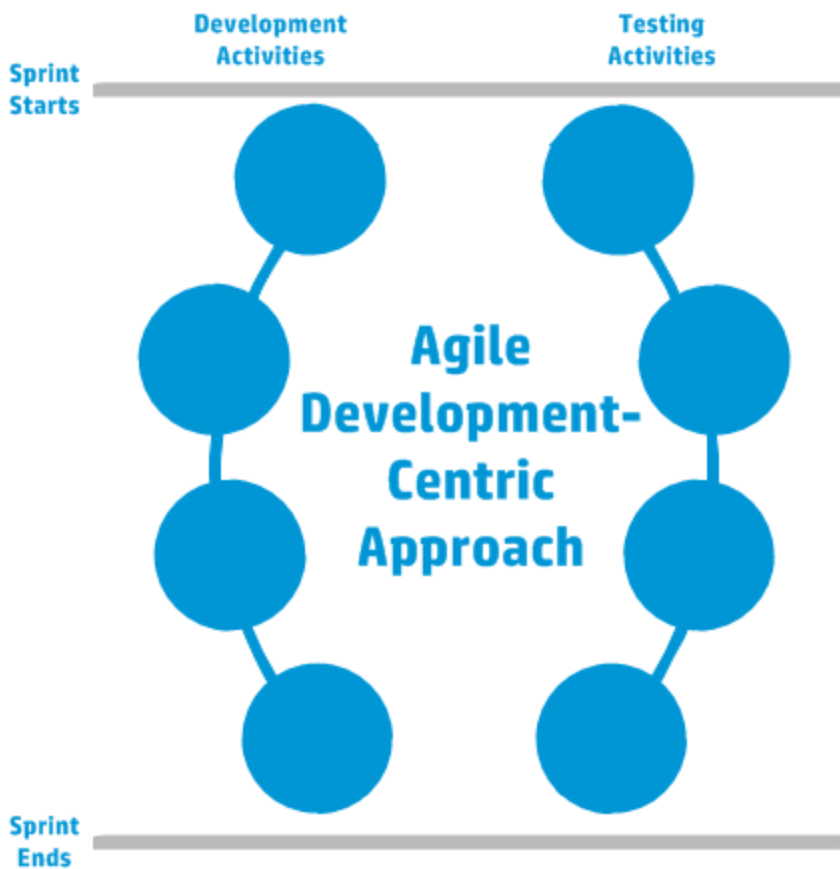 Development
Activities
Testing
Activities
Sprint
Starts
Agile
Development-
Centric
Approach
Sprint
Ends